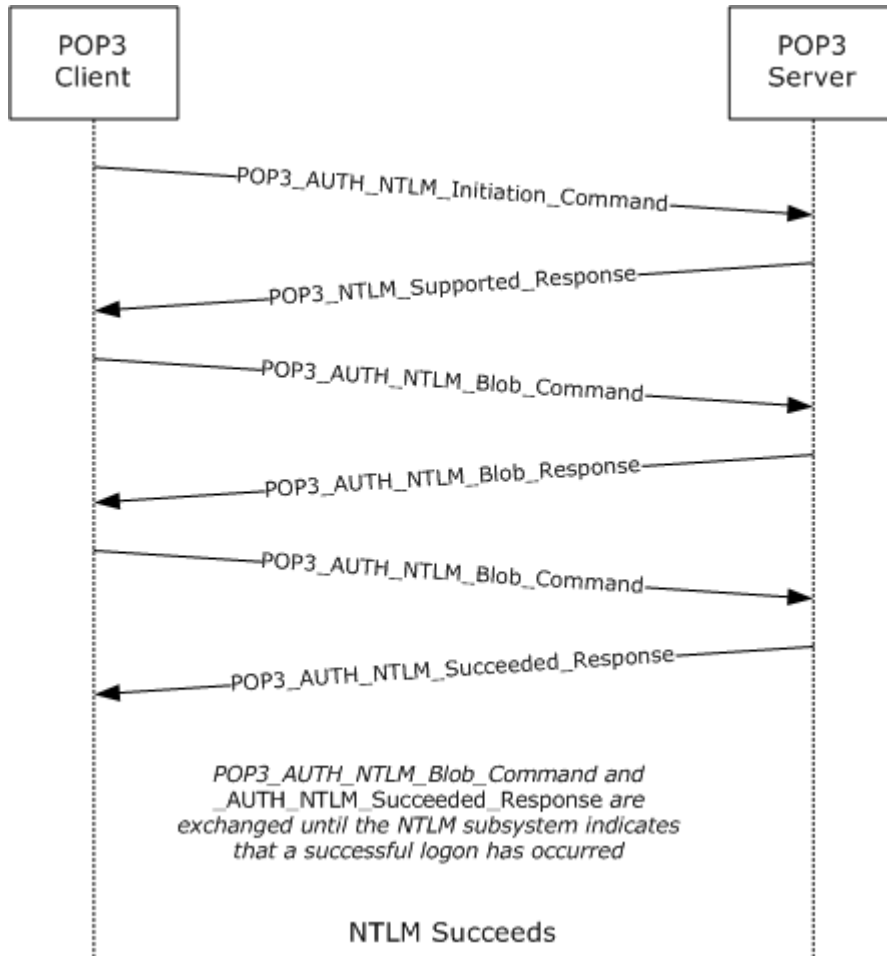 POP3
Client
POP3
Server
POP3_AUTH_NTLM_Initiation_Command
POP3_NTLM_Supported_Response
POP3_AUTH_NTLM_Blob_Command
POP3_AUTH_NTLM_Blob_Response
POP3_AUTH_NTLM_Blob_Command
POP3_AUTH_NTLM_Succeeded_Response
POP3_AUTH_NTLM_Blob_Command and
_AUTH_NTLM_Succeeded_Response are
exchanged until the NTLM subsystem indicates
that a successful logon has occurred
NTLM Succeeds